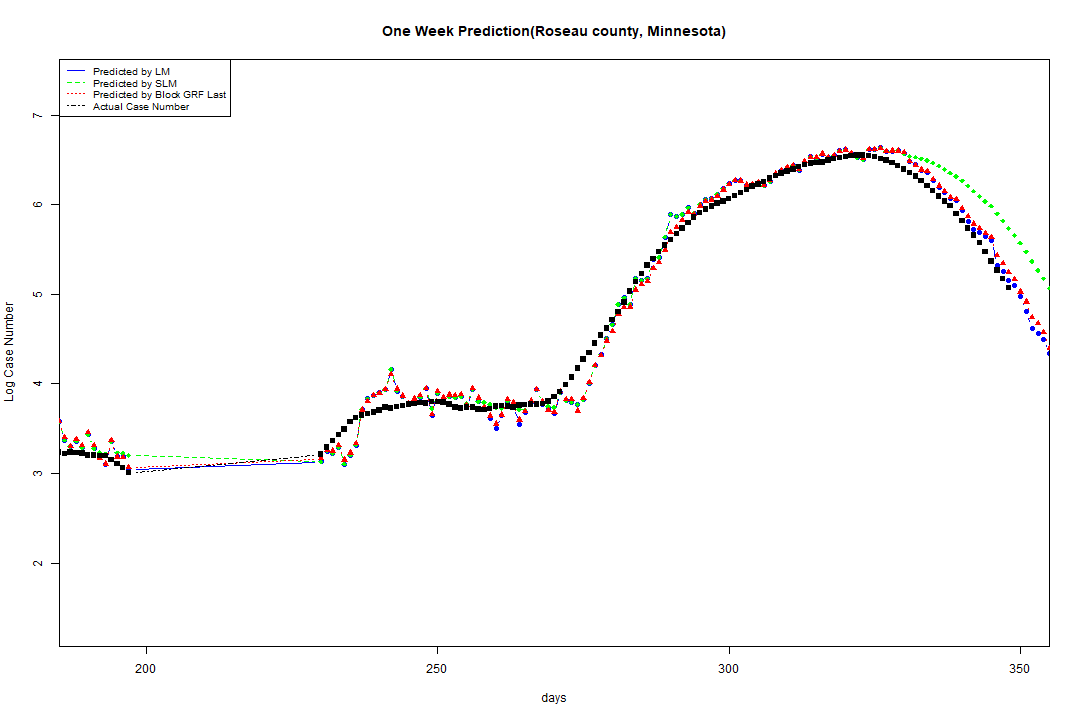 One Week Prediction(Roseau county, Minnesota)
Predicted by LM
Predicted by SLM
Predicted by Block GRF Last
Actual Case Number
7
6
5
4
3
2
Log Case Number
200 250 300 350
days